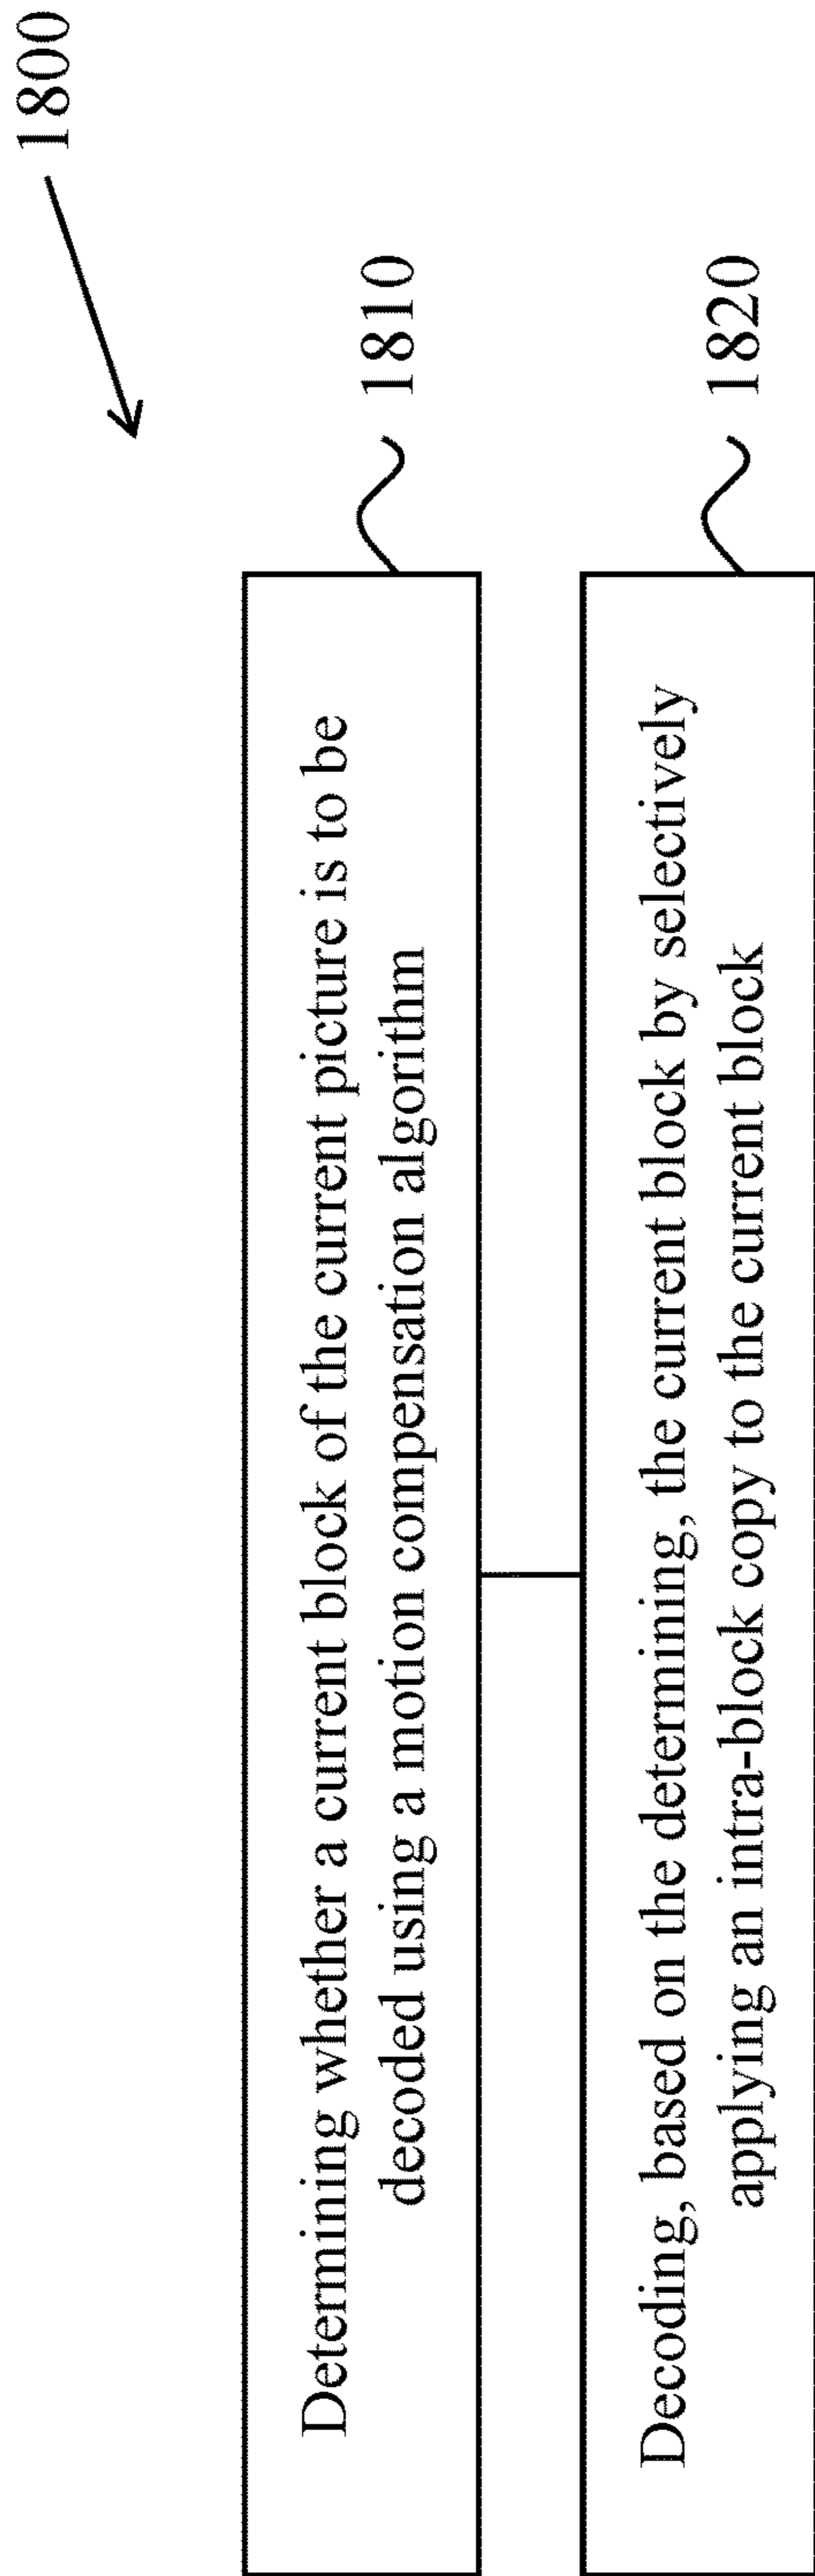 1800
Determining whether a current block of the current picture is to be
decoded using a motion compensation algorithm
1810
Decoding, based on the determining, the current block by selectively
applying an intra-block copy to the current block
1820